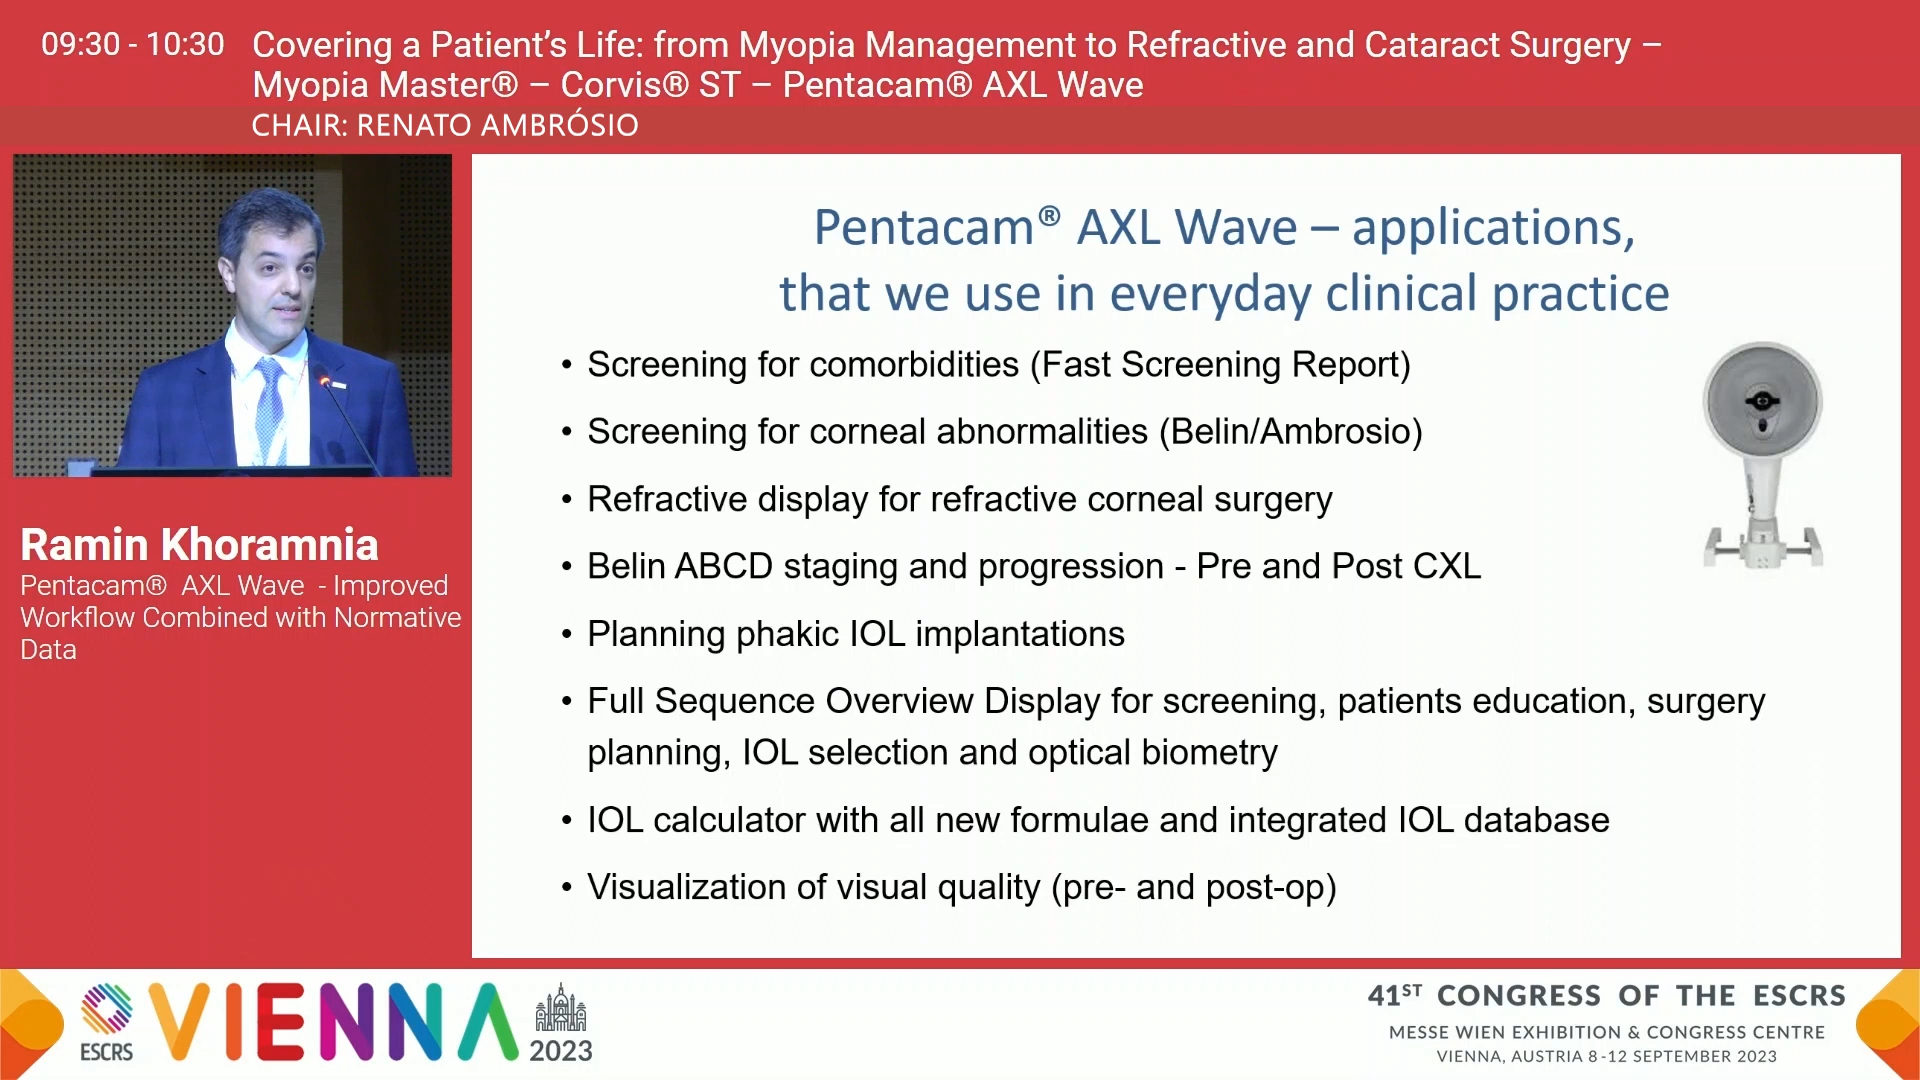 09:30 - 10:30
Covering a Patient’s Life: from Myopia Management to Refractive and Cataract Surgery –
Myopia Master® – Corvis® ST – Pentacam® AXL Wave
CHAIR: RENATO AMBRÓSIO
Ramin Khoramnia
Pentacam® AXL Wave - Improved
Workflow Combined with Normative
Data
Pentacam® AXL Wave – applications,
that we use in everyday clinical practice
• Screening for comorbidities (Fast Screening Report)
• Screening for corneal abnormalities (Belin/Ambrosio)
• Refractive display for refractive corneal surgery
• Belin ABCD staging and progression - Pre and Post CXL
• Planning phakic IOL implantations
• Full Sequence Overview Display for screening, patients education, surgery
planning, IOL selection and optical biometry
• IOL calculator with all new formulae and integrated IOL database
• Visualization of visual quality (pre- and post-op)
ESCRS
VIENNA
2023
41ST CONGRESS OF THE ESCRS
MESSE WIEN EXHIBITION & CONGRESS CENTRE
VIENNA, AUSTRIA 8-12 SEPTEMBER 2023